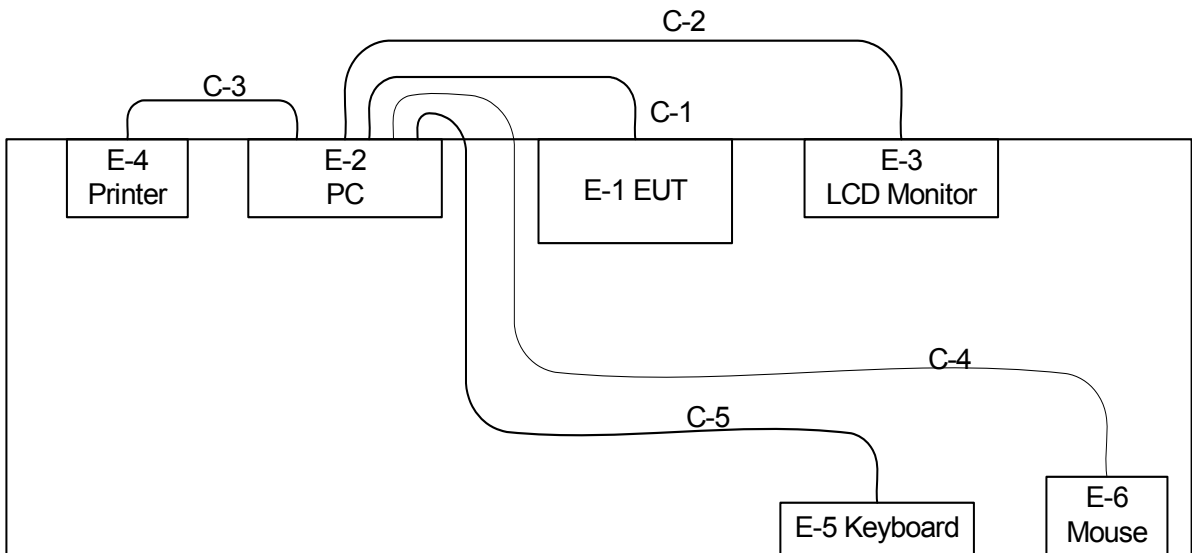 C-2
C-3
C-1
E-4
Printer
E-2
PC
E-1 EUT
E-3
LCD Monitor
C-4
C-5
E-5 Keyboard
E-6
Mouse